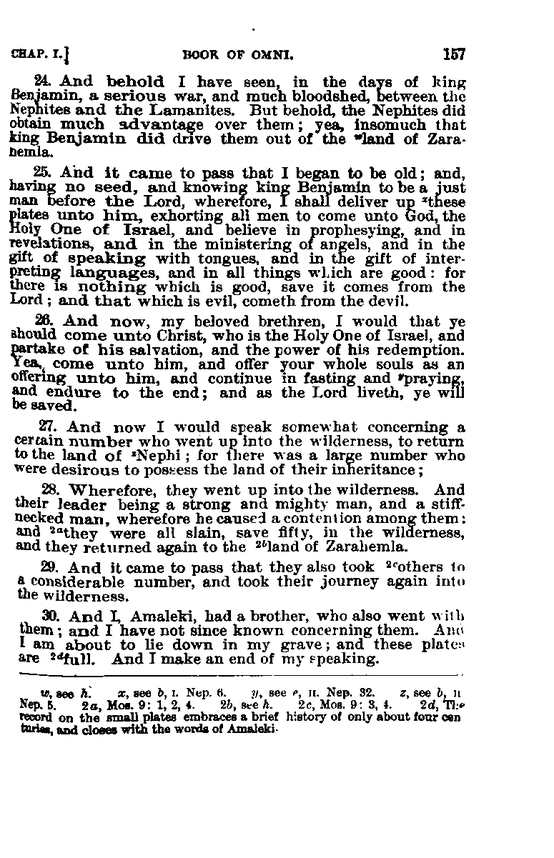 CHAP. I.] BOOK OF OMNI. 157
24. And behold I have seen, in the days of king
Benjamin, a serious war, and much bloodshed, between the
Nephites and the Lamanites. But behold, the Nephites did
obtain much advantage over them; yea, insomuch that
king Benjamin did drive them out of the ʷland of Zara-
hemla.
25. And it came to pass that I began to be old; and,
having no seed, and knowing king Benjamin to be a just
man before the Lord, wherefore, I shall deliver up ˣthese
plates unto him, exhorting all men to come unto God, the
Holy One of Israel, and believe in prophesying, and in
revelations, and in the ministering of angels, and in the
gift of speaking with tongues, and in the gift of inter-
preting languages, and in all things which are good: for
there is nothing which is good, save it comes from the
Lord; and that which is evil, cometh from the devil.
26. And now, my beloved brethren, I would that ye
should come unto Christ, who is the Holy One of Israel, and
partake of his salvation, and the power of his redemption.
Yea, come unto him, and offer your whole souls as an
offering unto him, and continue in fasting and ʸpraying,
and endure to the end; and as the Lord liveth, ye will
be saved.
27. And now I would speak somewhat concerning a
certain number who went up into the wilderness, to return
to the land of ᶻNephi; for there was a large number who
were desirous to possess the land of their inheritance;
28. Wherefore, they went up into the wilderness. And
their leader being a strong and mighty man, and a stiff-
necked man, wherefore he caused a contention among them;
and ²ᵃthey were all slain, save fifty, in the wilderness,
and they returned again to the ²ᵇland of Zarahemla.
29. And it came to pass that they also took ²ᶜothers to
a considerable number, and took their journey again into
the wilderness.
30. And I, Amaleki, had a brother, who also went with
them; and I have not since known concerning them. And
I am about to lie down in my grave; and these plates
are ²ᵈfull. And I make an end of my speaking.
w, see h. x, see b, I. Nep. 6. y, see e, II. Nep. 32. z, see b, II
Nep. 5. 2a, Mos. 9: 1, 2, 4. 2b, see h. 2c, Mos. 9: 3, 4. 2d, The
record on the small plates embraces a brief history of only about four cen
turies, and closes with the words of Amaleki.